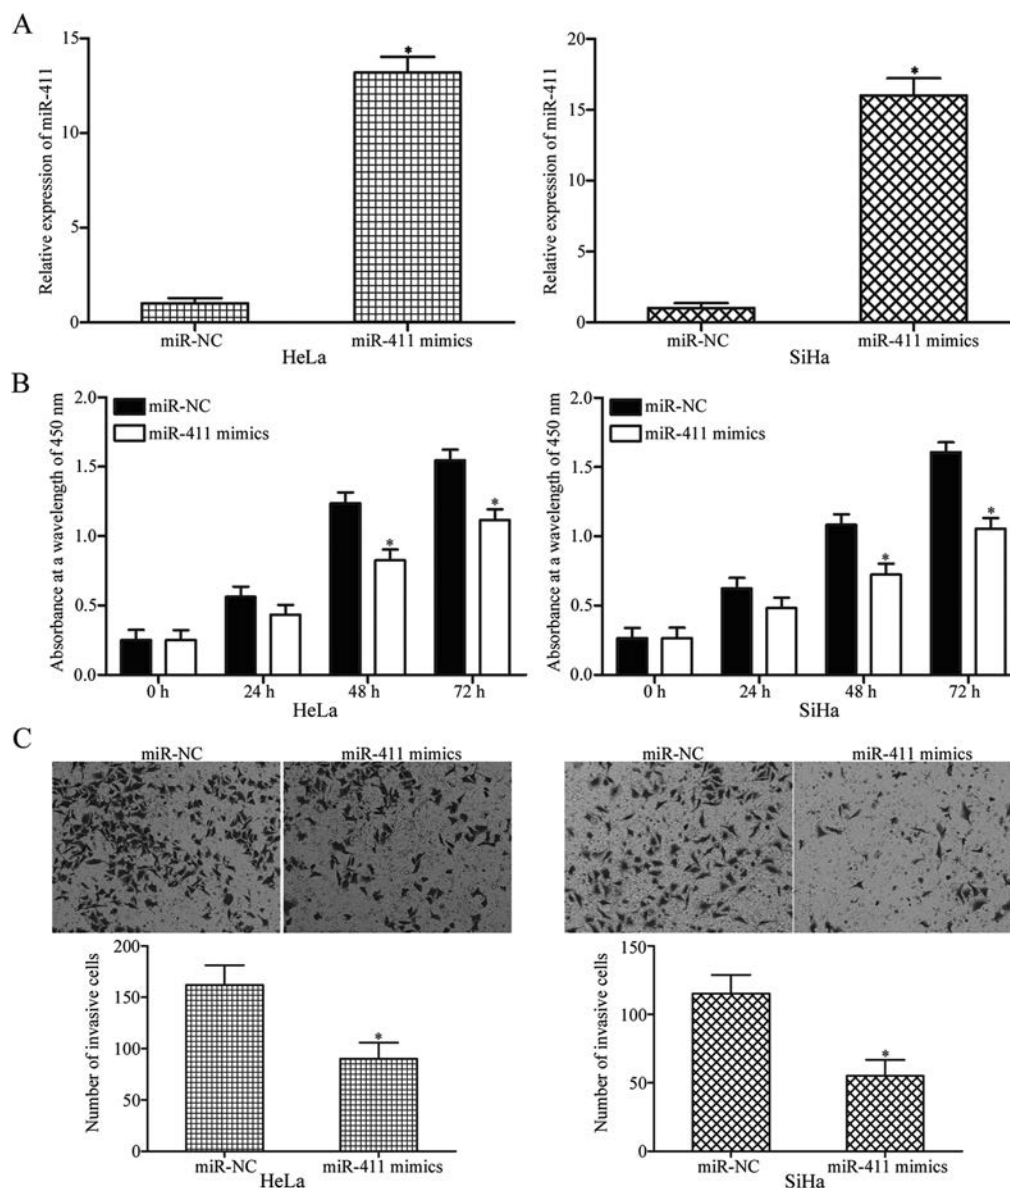 A
Relative expression of miR-411
15
10
5
0
*
miR-NC
miR-411 mimics
HeLa
Relative expression of miR-411
20
15
10
5
0
*
miR-NC
miR-411 mimics
SiHa
B
Absorbance at a wavelength of 450 nm
2.0
1.5
1.0
0.5
0.0
miR-NC
miR-411 mimics
*
*
0 h
24 h
48 h
72 h
HeLa
Absorbance at a wavelength of 450 nm
2.0
1.5
1.0
0.5
0.0
miR-NC
miR-411 mimics
*
*
0 h
24 h
48 h
72 h
SiHa
C
miR-NC
miR-411 mimics
miR-NC
miR-411 mimics
Number of invasive cells
200
150
100
50
0
*
miR-NC
miR-411 mimics
HeLa
Number of invasive cells
150
100
50
0
*
miR-NC
miR-411 mimics
SiHa